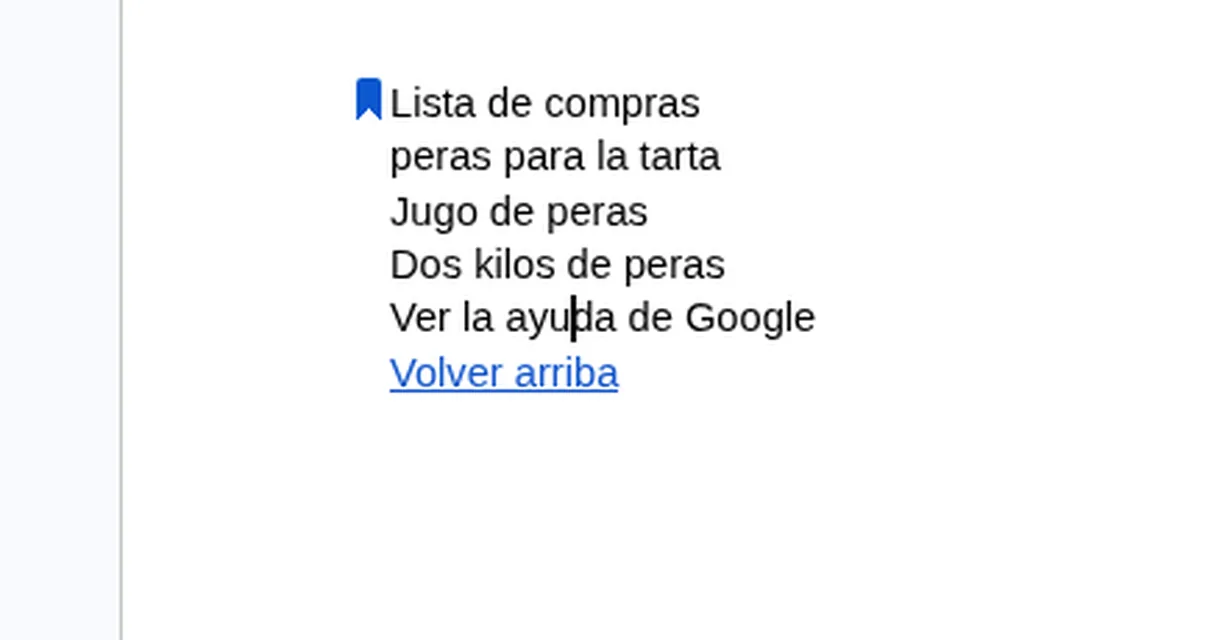 Lista de compras
peras para la tarta
Jugo de peras
Dos kilos de peras
Ver la ayuda de Google
Volver arriba